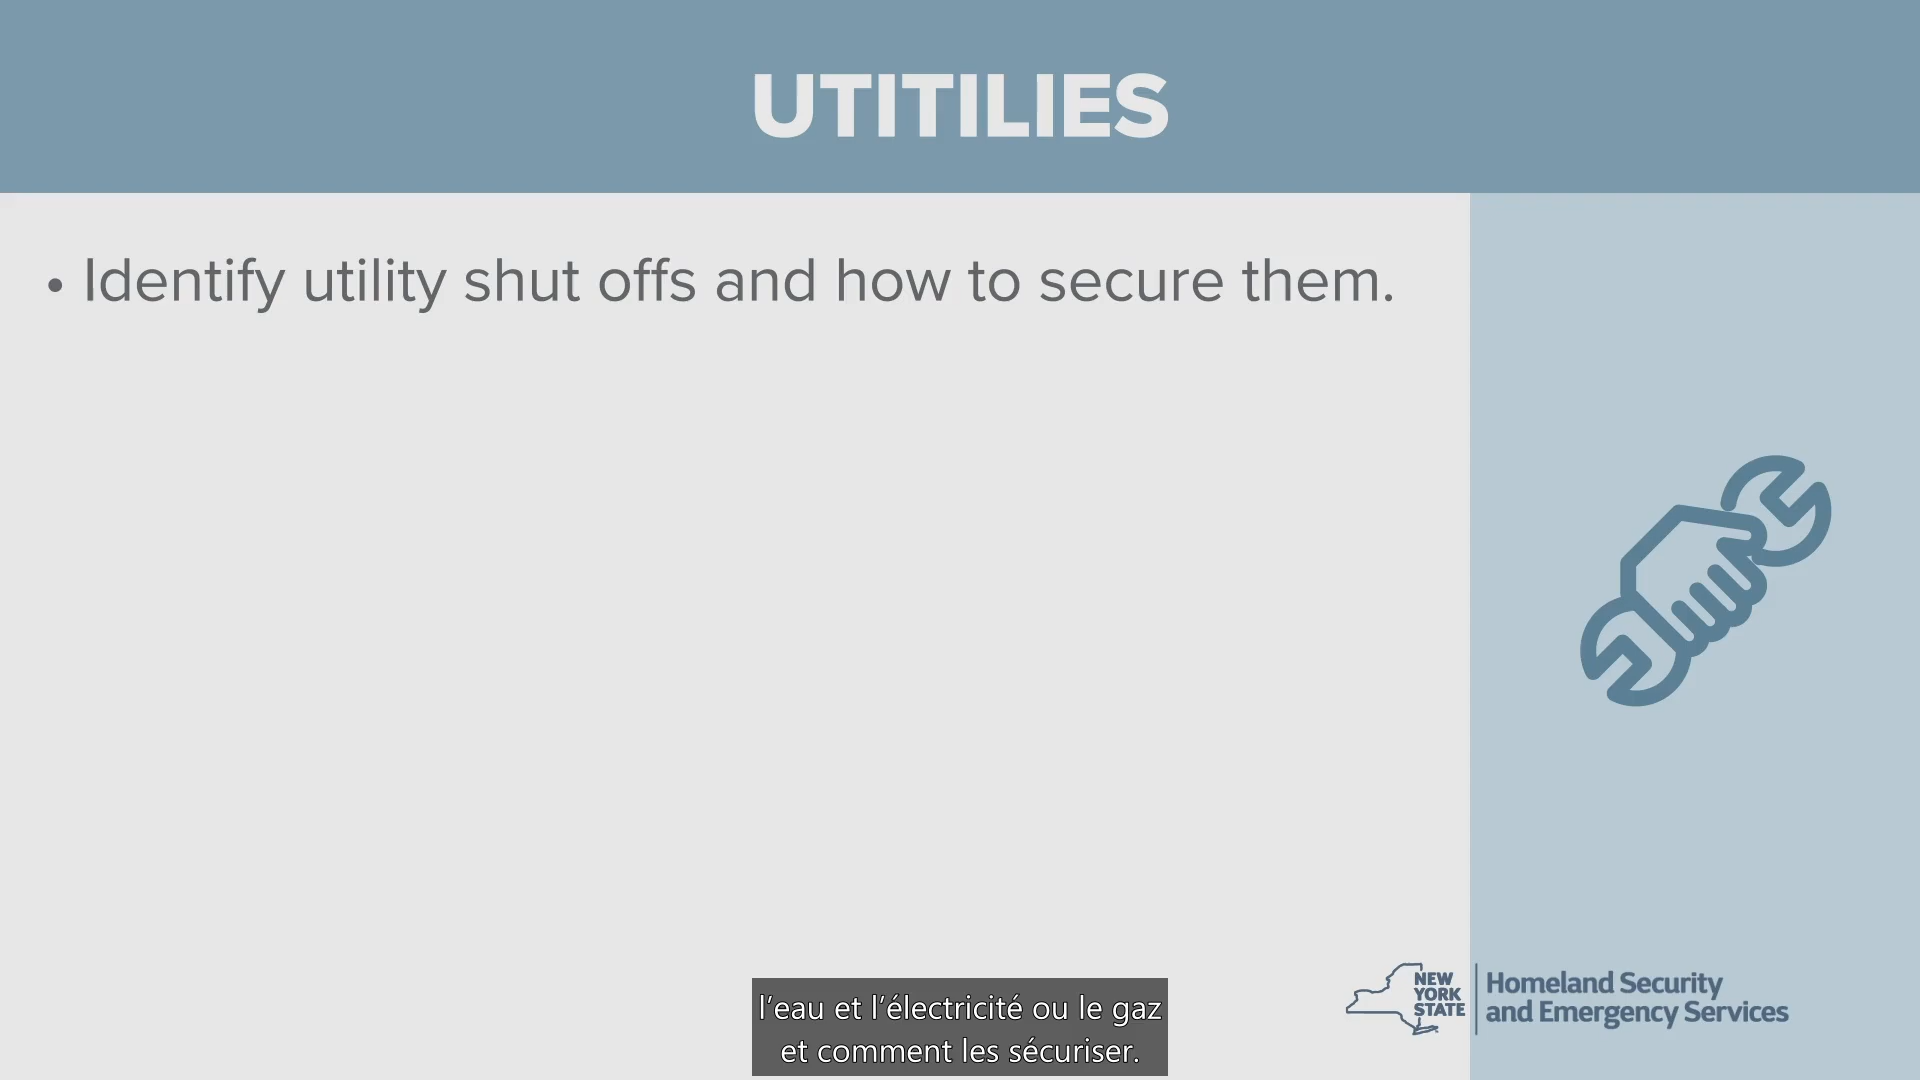 UTITILIES
• Identify utility shut offs and how to secure them.
l’eau et l’électricité ou le gaz
et comment les sécuriser.
NEW
YORK
STATE
Homeland Security
and Emergency Services